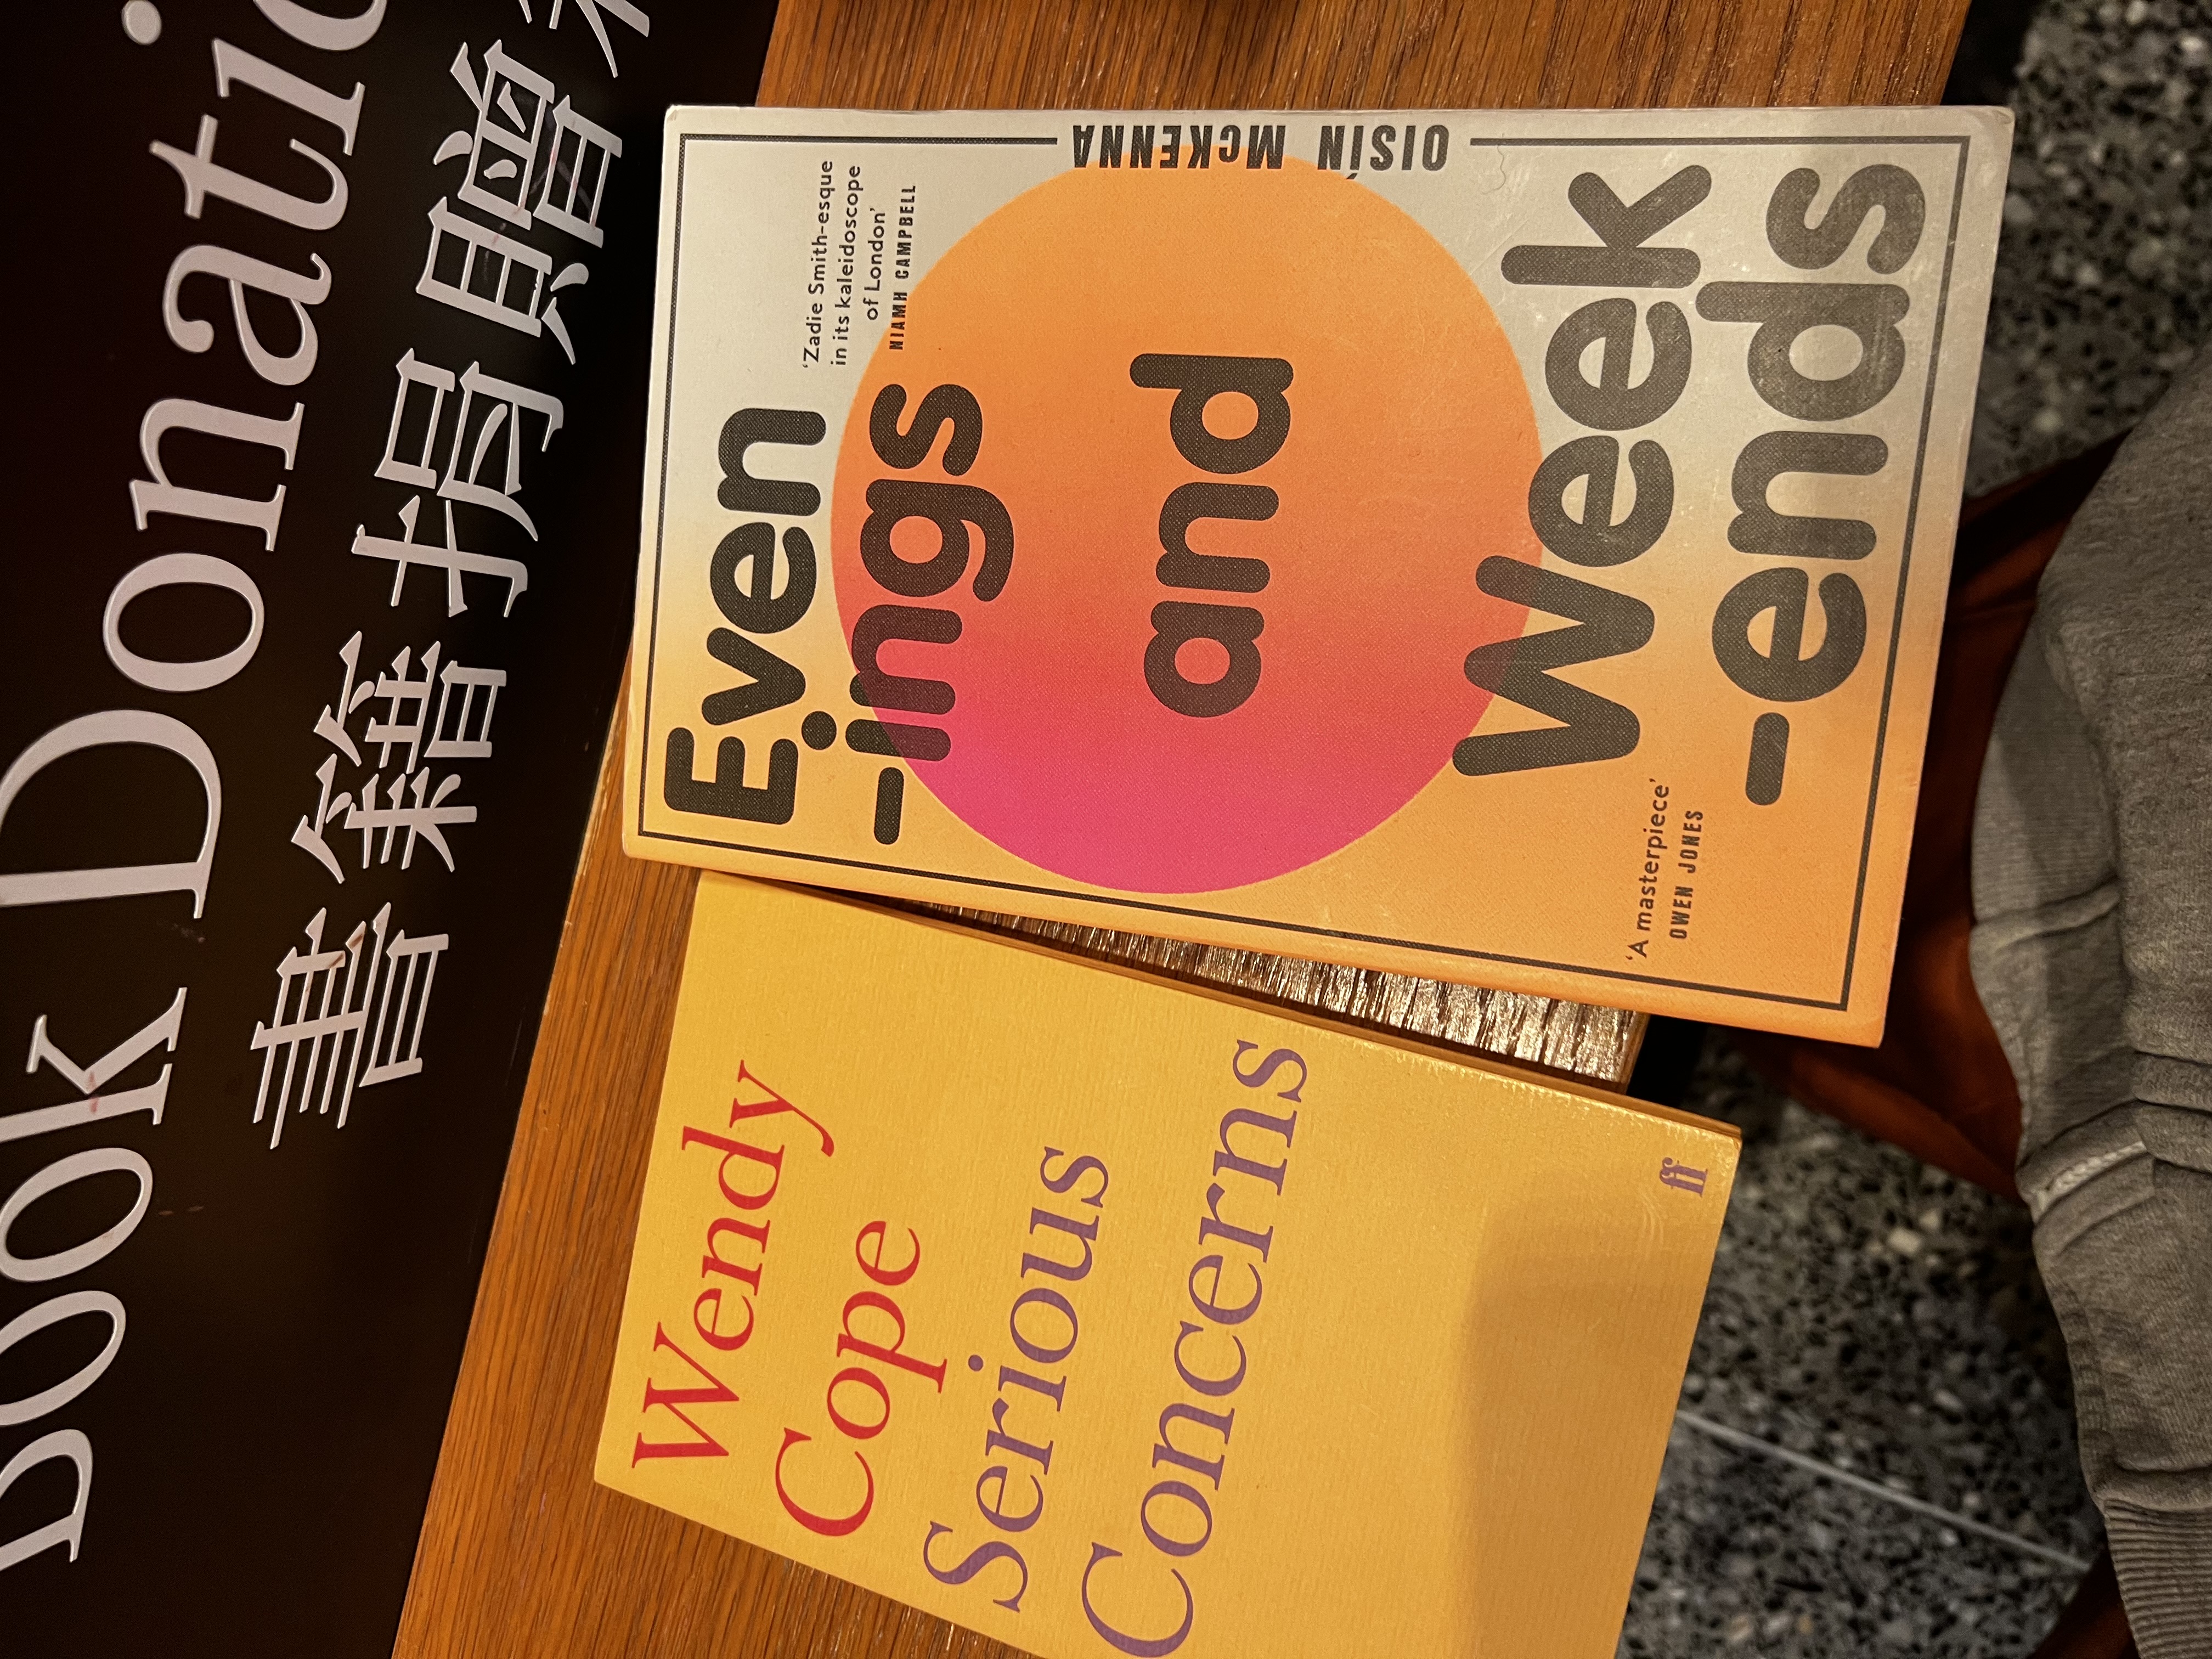 Book Donatio
書籍捐贈
Even
-ings
and
Week
-ends
OISÍN McKENNA
‘Zadie Smith-esque
in its kaleidoscope
of London’
NIAMH CAMPBELL
‘A masterpiece’
OWEN JONES
Wendy
Cope
Serious
Concerns
ff